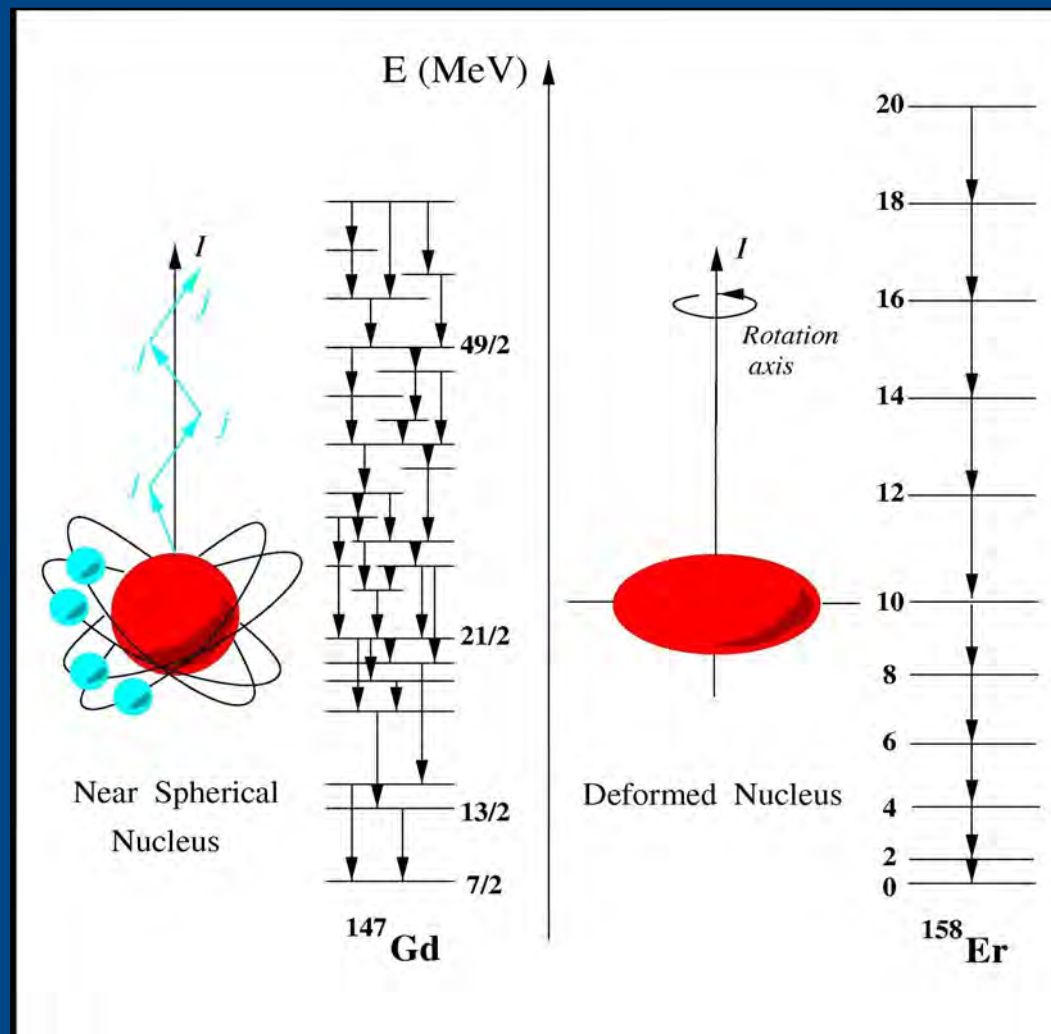 E (MeV)
I
j
j
j
j
49/2
21/2
13/2
7/2
Near Spherical
Nucleus
147Gd
I
Rotation
axis
Deformed Nucleus
20
18
16
14
12
10
8
6
4
2
0
158Er